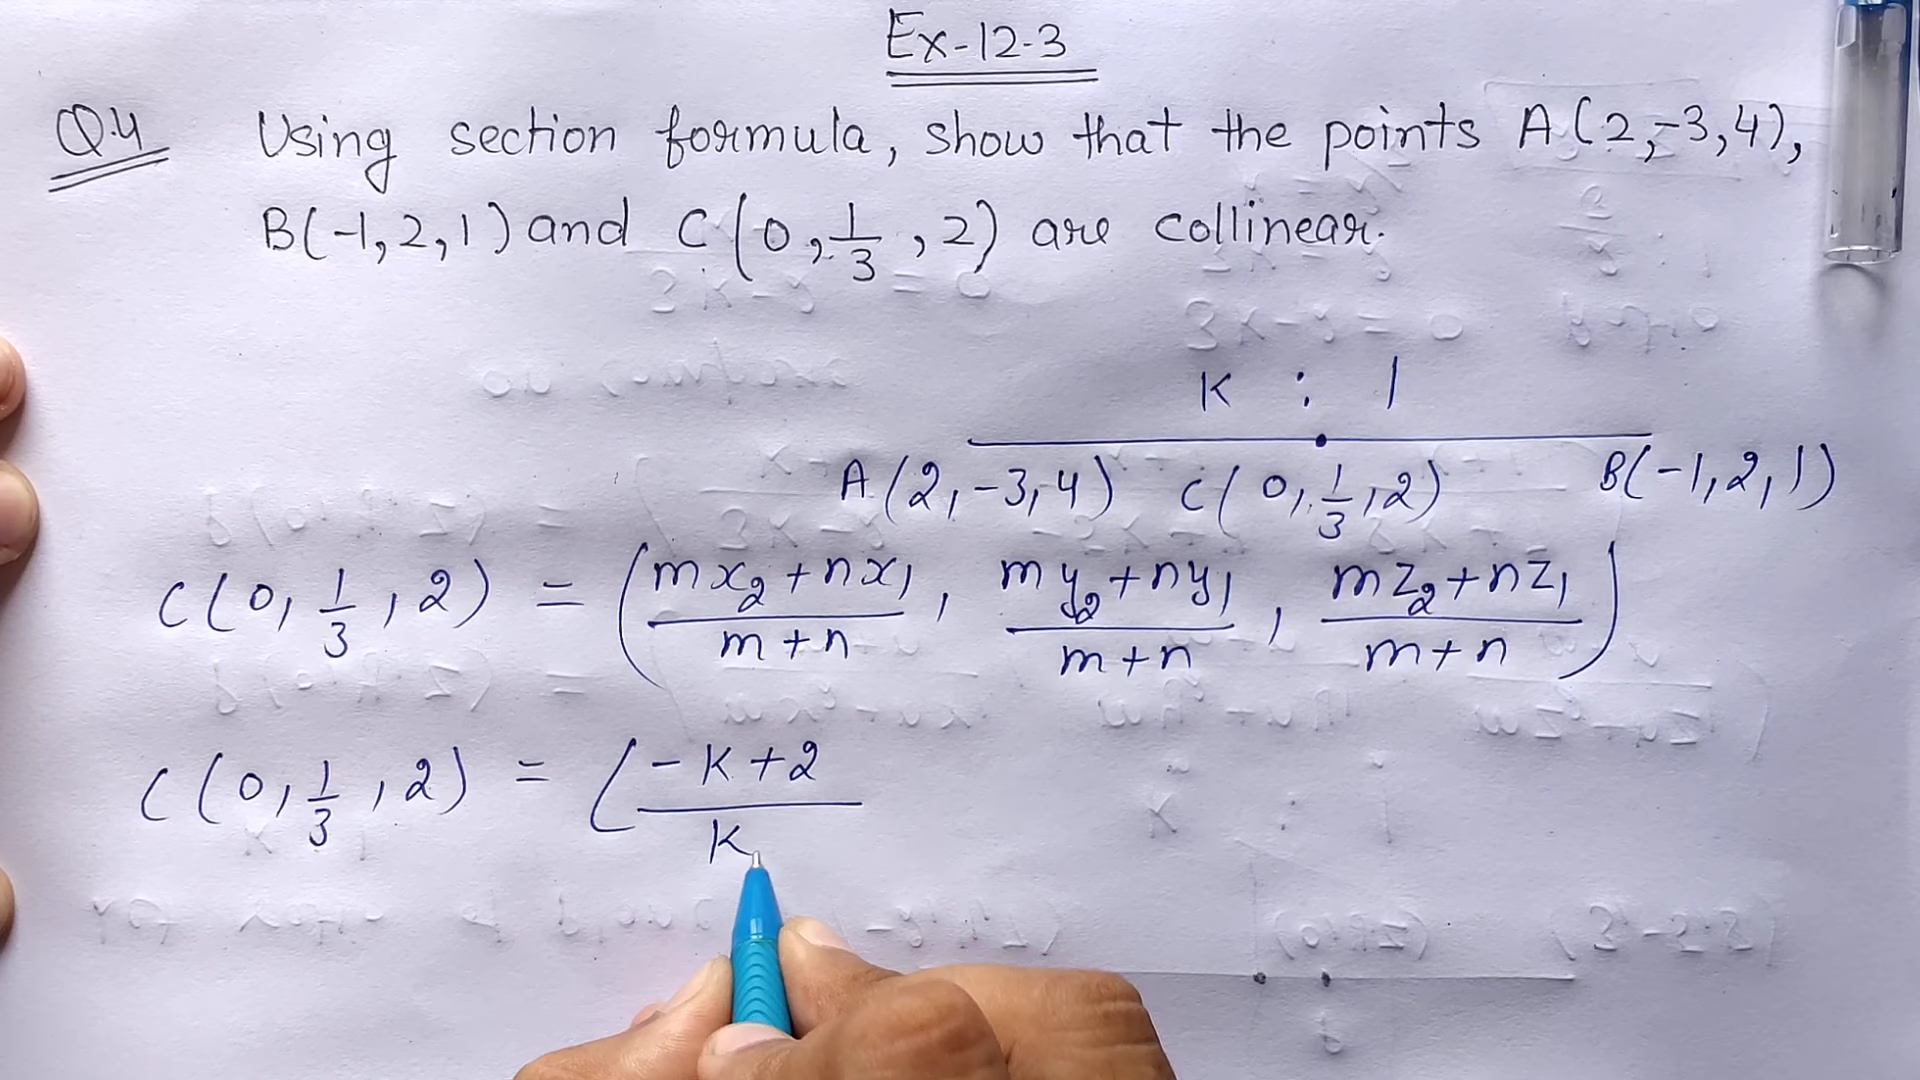 Ex-12.3
Q.4 Using section formula, show that the points A(2,-3,4),
B(-1,2,1) and C(0,1/3,2) are collinear.
K : 1
A(2,-3,4) C(0,1/3,2) B(-1,2,1)
C(0,1/3,2) = (mx₂+nx₁/m+n, my₂+ny₁/m+n, mz₂+nz₁/m+n)
C(0,1/3,2) = (-K+2/K